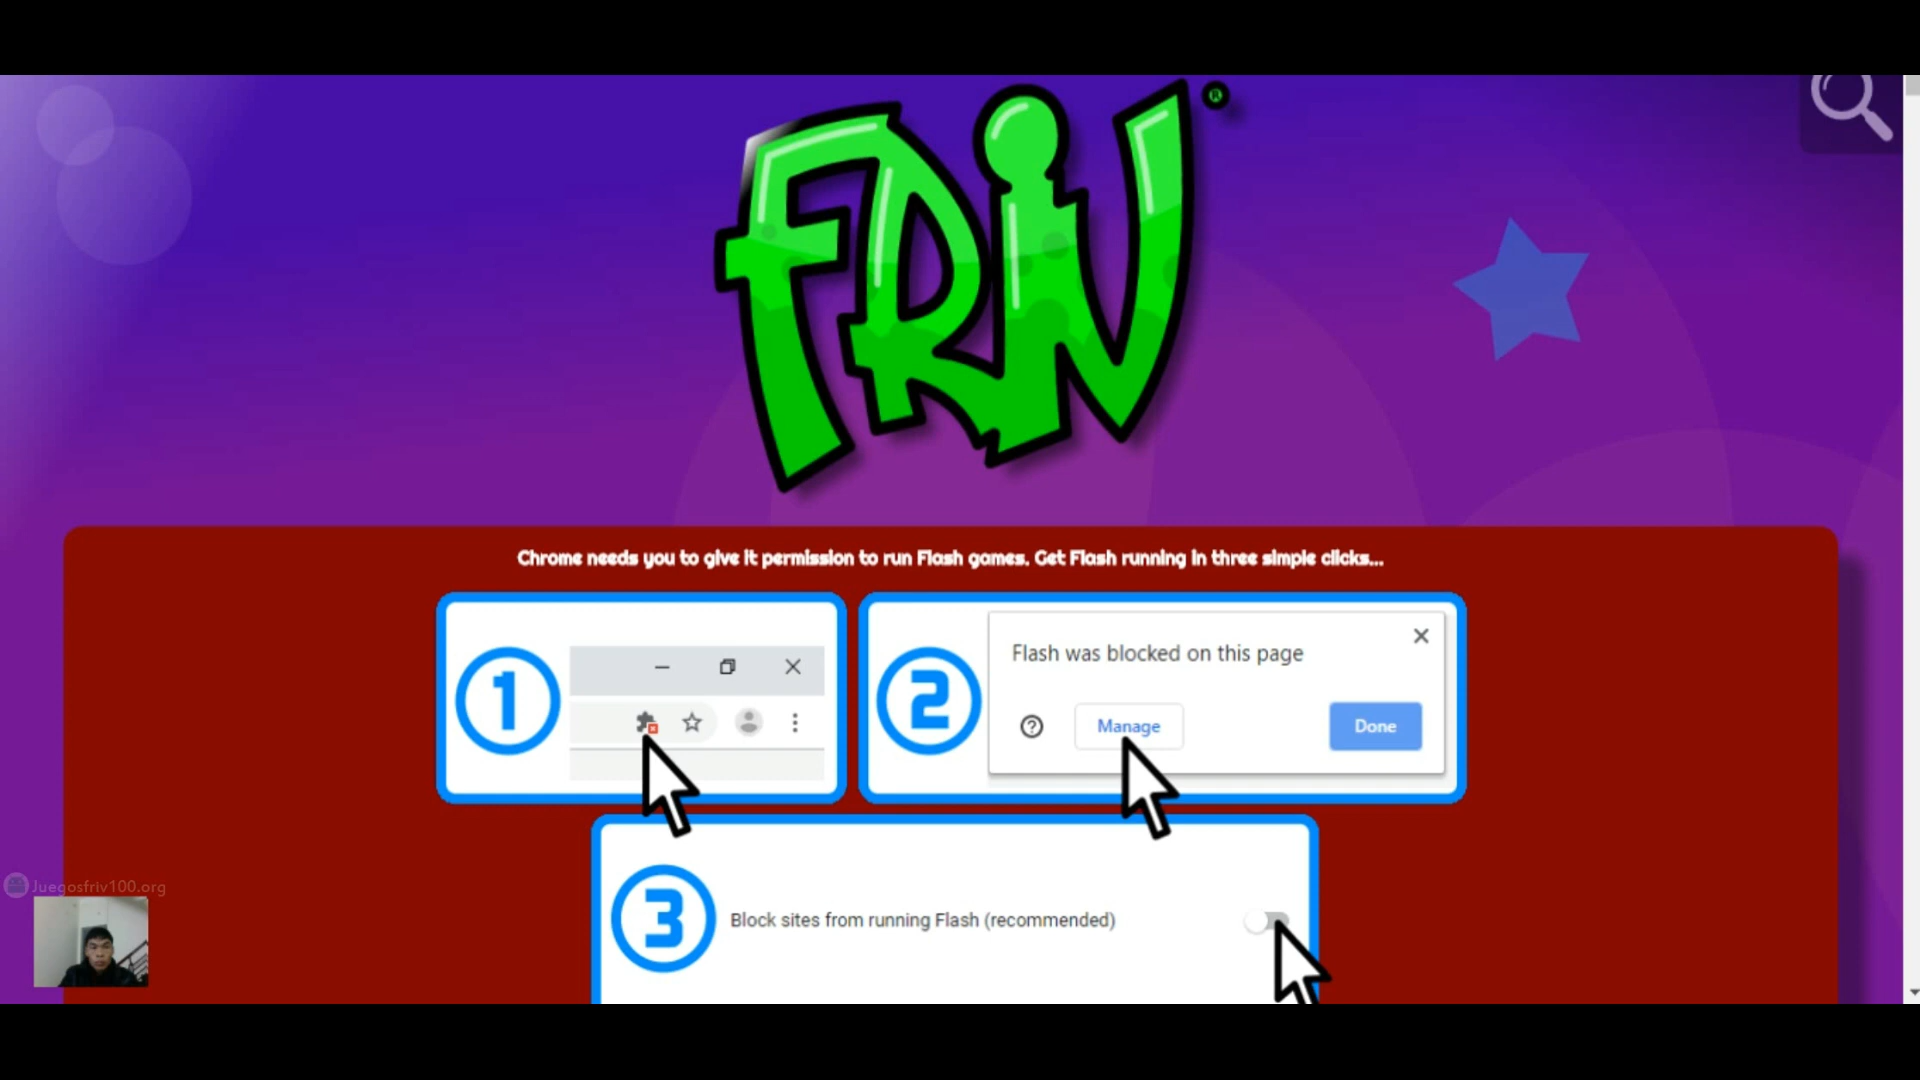 FRIV®
Chrome needs you to give it permission to run Flash games. Get Flash running in three simple clicks...
1
2
Flash was blocked on this page
Manage
Done
3
Block sites from running Flash (recommended)
Juegosfriv100.org